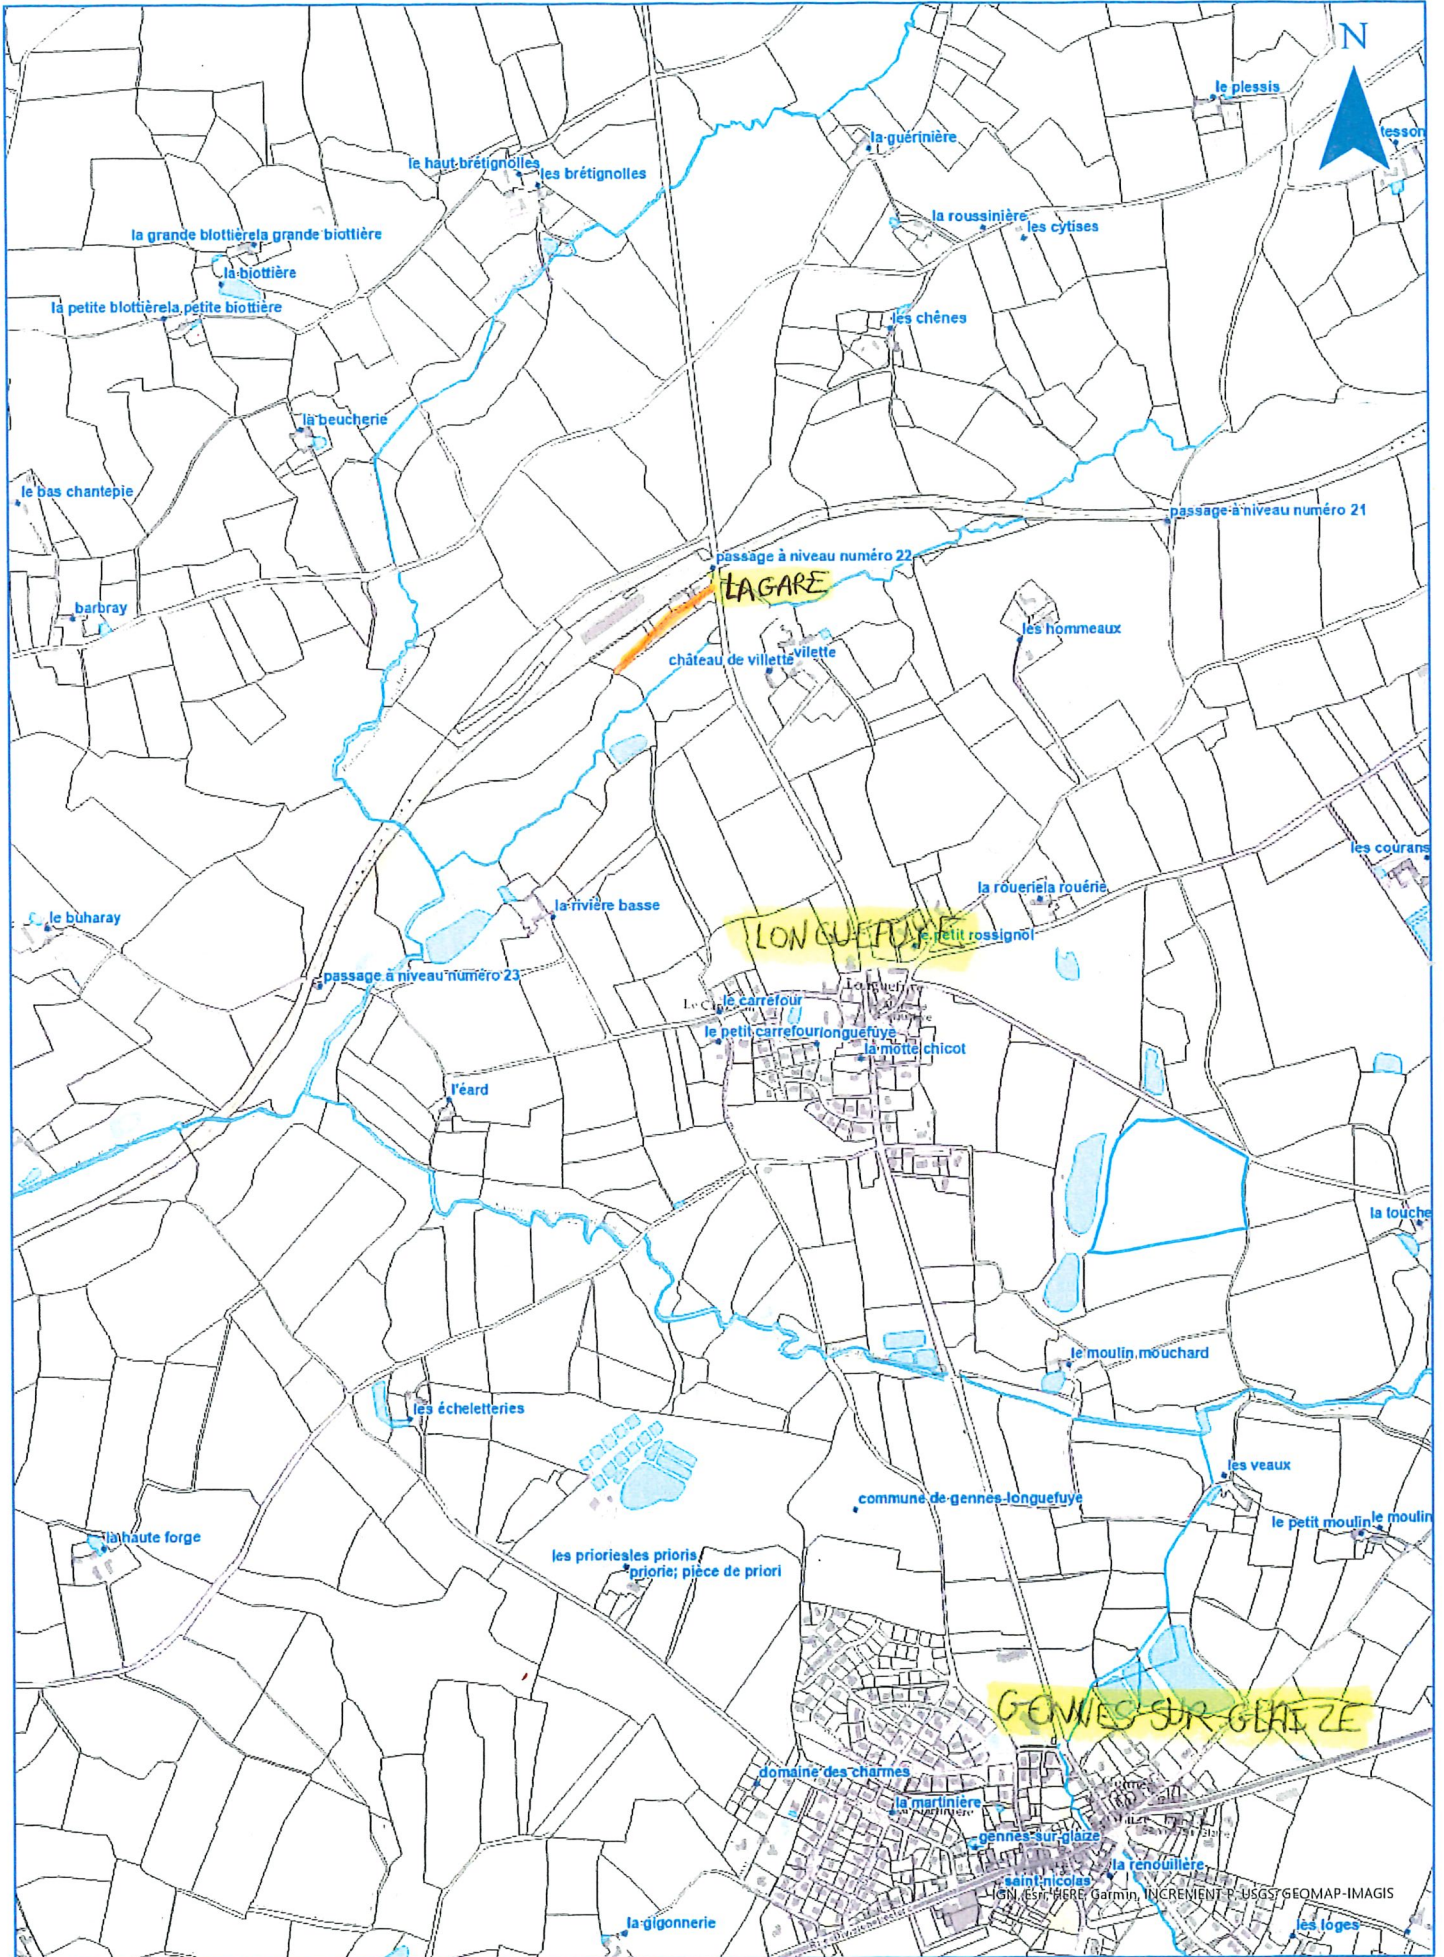 N
le plessis
tesson
la guérinière
le haut brétignolles
les brétignolles
la roussinière
les cytises
la grande blottièrela grande biottière
la biottière
la petite blottièrela petite biottière
les chênes
la beucherie
le bas chantepie
passage à niveau numéro 21
passage à niveau numéro 22
LA GARE
barbray
les hommeaux
château de villette
vilette
les courans
la roueriela rouérie
la rivière basse
le buharay
LONGUEFUYE
le petit rossignol
passage à niveau numéro 23
Longuefuye
le carrefour
le petit carrefour
longuefuye
la motte chicot
l'éard
la touche
le moulin mouchard
les écheletteries
les veaux
commune de gennes-longuefuye
le petit moulin
le moulin
la haute forge
les prioriesles prioris
priorie; pièce de priori
GENNES SUR GLAIZE
domaine des charmes
la martinière
gennes-sur-glaize
la renouillère
saint-nicolas
IGN, Esri, HERE, Garmin, INCREMENT P, USGS, GEOMAP-IMAGIS
la gigonnerie
les loges